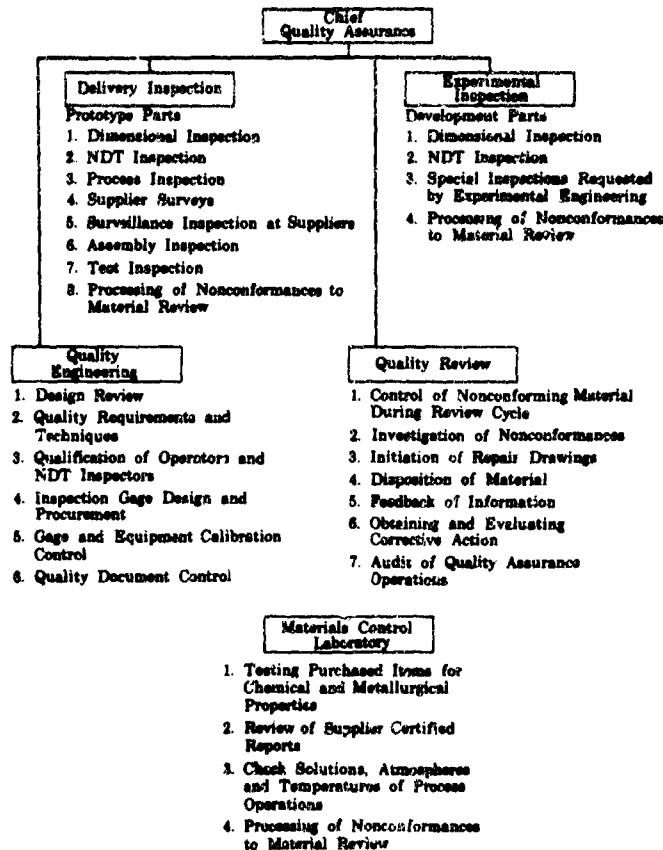 Chief
Quality Assurance
Delivery Inspection
Prototype Parts
1. Dimensional Inspection
2. NDT Inspection
3. Process Inspection
4. Supplier Surveys
5. Survsillance Inspection at Suppliers
6. Assembly Inspection
7. Test Inspection
8. Processing of Nonconformances to
Material Review
Experimental
Inspection
Development Parts
1. Dimensional Inspection
2. NDT Inspection
3. Special Inspections Requested
by Experimental Engineering
4. Processing of Nonconformances
to Material Review
Quality
Engineering
1. Design Review
2. Quality Requirements and
Techniques
3. Qualification of Operators and
NDT Inspectors
4. Inspection Gage Design and
Procurement
5. Gage and Equipment Calibration
Control
6. Quality Document Control
Quality Review
1. Control of Nonconforming Material
During Review Cycle
2. Investigation of Nonconformances
3. Initiation of Repair Drawings
4. Disposition of Material
5. Feedback of Information
6. Obtaining and Evaluating
Corrective Action
7. Audit of Quality Assurance
Operations
Materials Control
Laboratory
1. Testing Purchased Items for
Chemical and Metallurgical
Properties
2. Review of Supplier Certified
Reports
3. Check Solutions, Atmospheres
and Temperatures of Process
Operations
4. Processing of Nonconformances
to Material Review